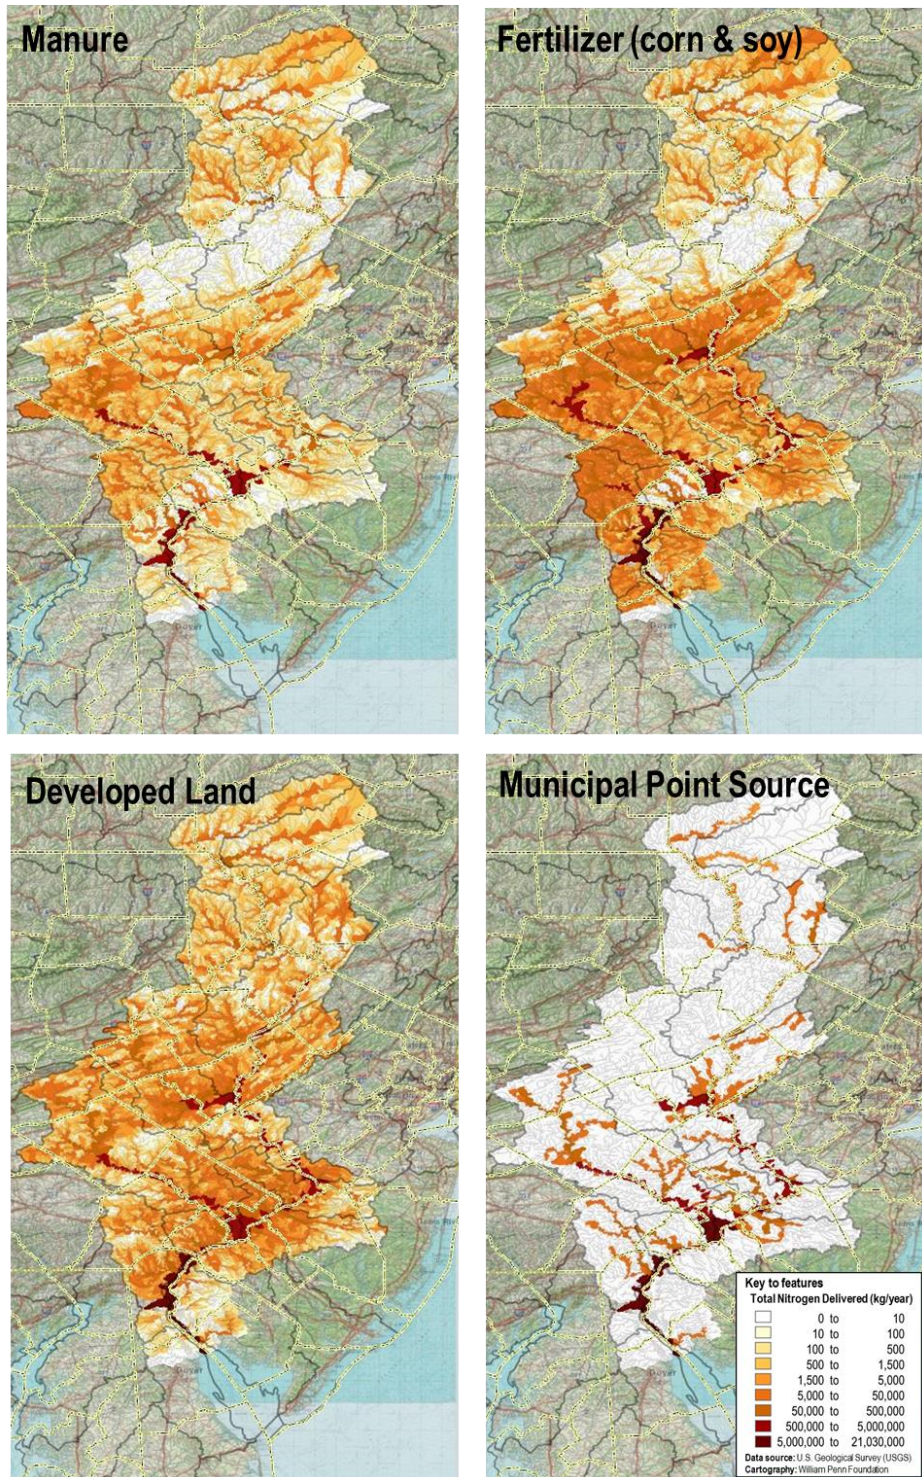 Manure
Fertilizer (corn & soy)
Developed Land
Municipal Point Source
Key to features
Total Nitrogen Delivered (kg/year)
0 to 10
10 to 100
100 to 500
500 to 1,500
1,500 to 5,000
5,000 to 50,000
50,000 to 500,000
500,000 to 5,000,000
5,000,000 to 21,030,000
Data source: U.S. Geological Survey (USGS)
Cartography: William Penn Foundation